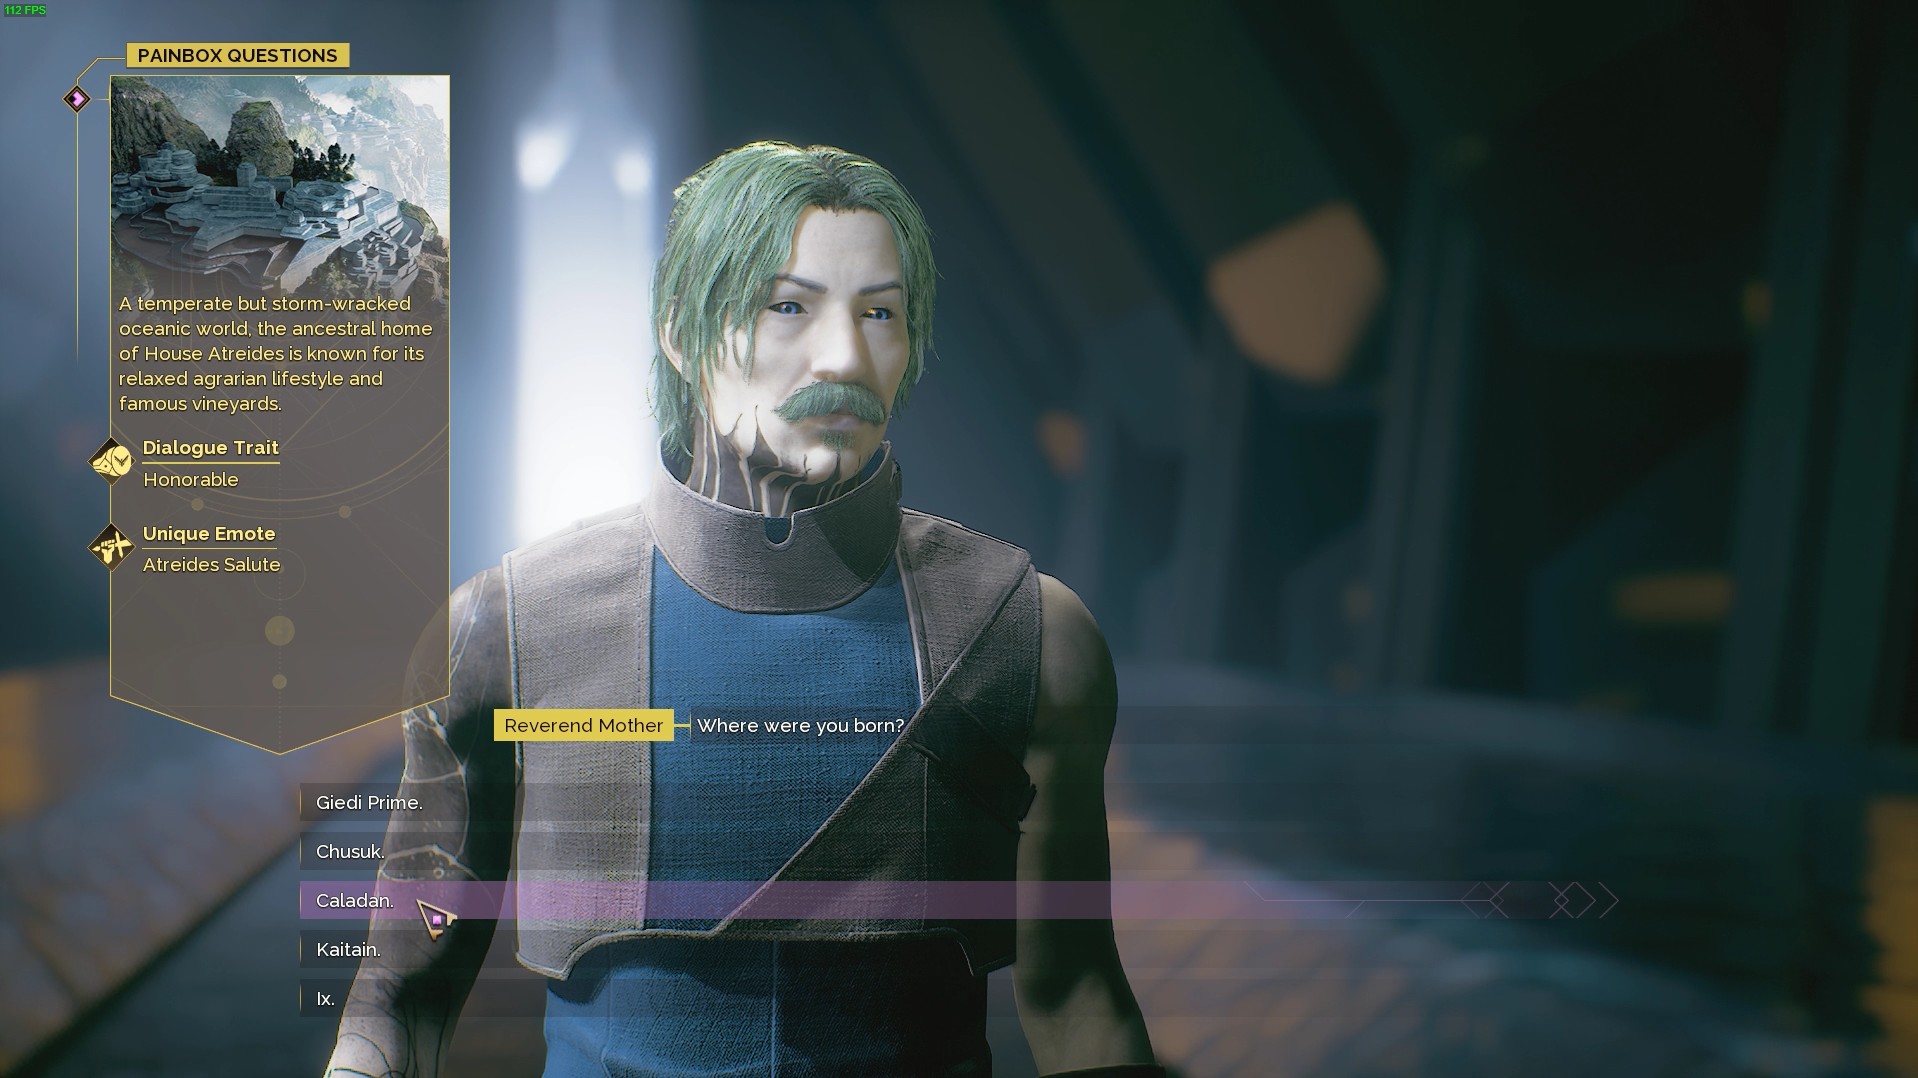 112 FPS
PAINBOX QUESTIONS
A temperate but storm-wracked
oceanic world, the ancestral home
of House Atreides is known for its
relaxed agrarian lifestyle and
famous vineyards.
Dialogue Trait
Honorable
Unique Emote
Atreides Salute
Reverend Mother
Where were you born?
Giedi Prime.
Chusuk.
Caladan.
Kaitain.
Ix.